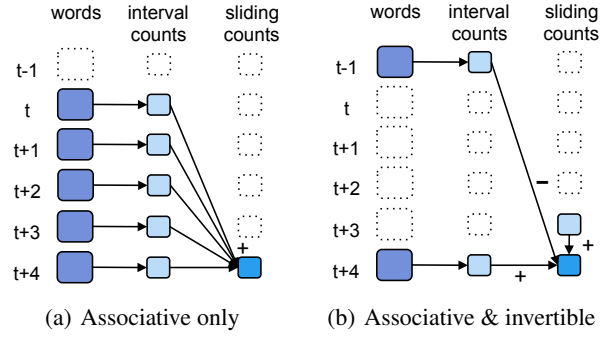 words interval counts sliding counts
t-1
t
t+1
t+2
t+3
t+4
+
(a) Associative only
words interval counts sliding counts
t-1
t
t+1
t+2
t+3
t+4
–
+
+
(b) Associative & invertible